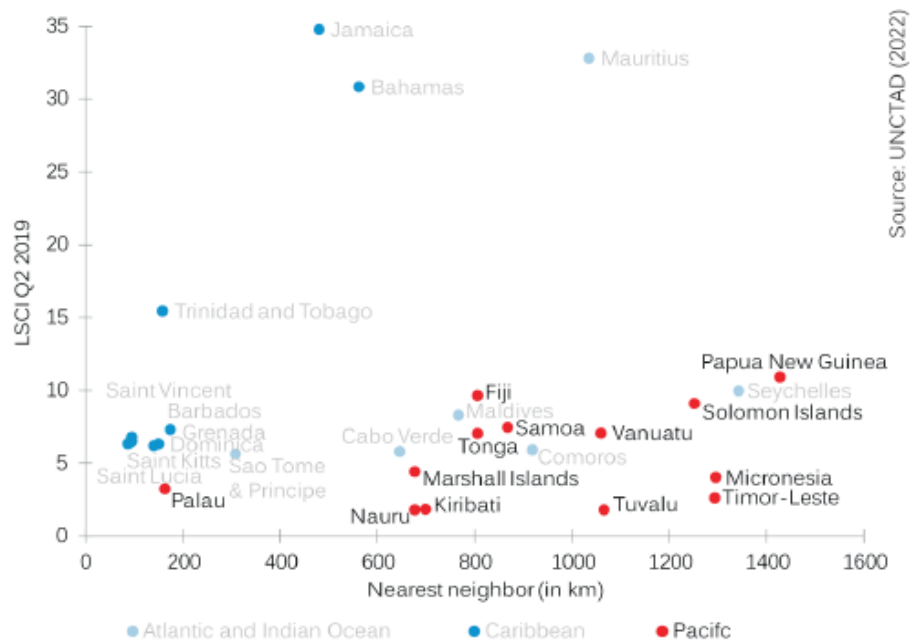 35
30
25
20
15
10
5
0
LSCI Q2 2019
Jamaica
Mauritius
Bahamas
Trinidad and Tobago
Papua New Guinea
Saint Vincent
Fiji
Seychelles
Barbados
Maldives
Solomon Islands
Grenada
Samoa
Vanuatu
Cabo Verde
Dominica
Tonga
Comoros
Saint Kitts
Sao Tome
& Principe
Saint Lucia
Marshall Islands
Micronesia
Palau
Timor-Leste
Kiribati
Tuvalu
Nauru
0 200 400 600 800 1000 1200 1400 1600
Nearest neighbor (in km)
Atlantic and Indian Ocean Caribbean Pacifc
Source: UNCTAD (2022)